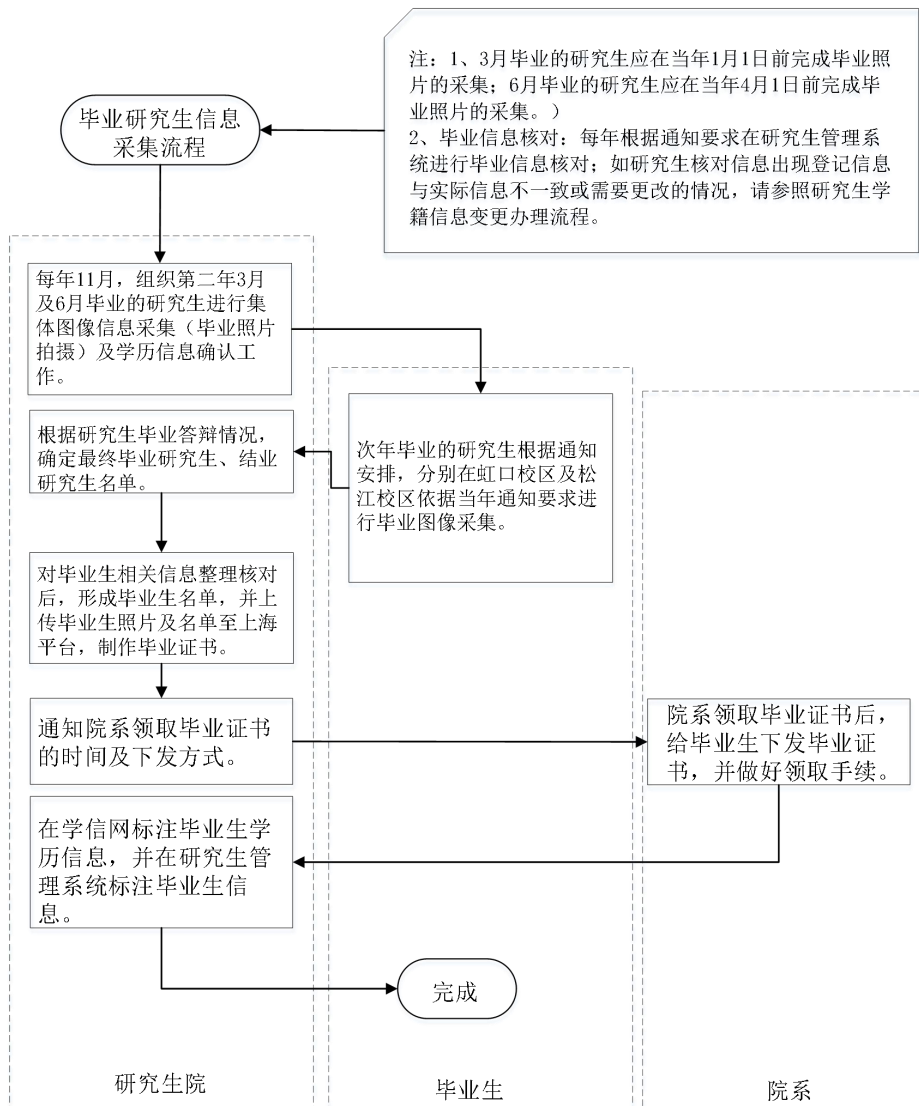 注：1、3月毕业的研究生应在当年1月1日前完成毕业照
片的采集；6月毕业的研究生应在当年4月1日前完成毕
业照片的采集。）
2、毕业信息核对：每年根据通知要求在研究生管理系
统进行毕业信息核对；如研究生核对信息出现登记信息
与实际信息不一致或需要更改的情况，请参照研究生学
籍信息变更办理流程。
毕业研究生信息
采集流程
每年11月，组织第二年3月
及6月毕业的研究生进行集
体图像信息采集（毕业照片
拍摄）及学历信息确认工
作。
次年毕业的研究生根据通知
安排，分别在虹口校区及松
江校区依据当年通知要求进
行毕业图像采集。
根据研究生毕业答辩情况，
确定最终毕业研究生、结业
研究生名单。
对毕业生相关信息整理核对
后，形成毕业生名单，并上
传毕业生照片及名单至上海
平台，制作毕业证书。
通知院系领取毕业证书
的时间及下发方式。
院系领取毕业证书后，
给毕业生下发毕业证
书，并做好领取手续。
在学信网标注毕业生学
历信息，并在研究生管
理系统标注毕业生信
息。
完成
研究生院
毕业生
院系